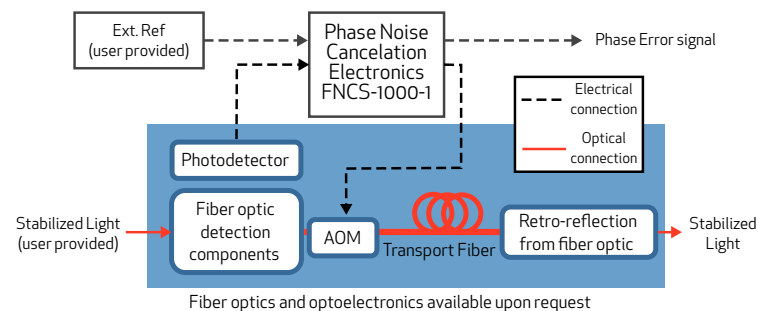 Ext. Ref
(user provided)
Phase Noise
Cancelation
Electronics
FNCS-1000-1
Phase Error signal
Electrical
connection
Optical
connection
Photodetector
Stabilized Light
(user provided)
Fiber optic
detection
components
AOM
Transport Fiber
Retro-reflection
from fiber optic
Stabilized
Light
Fiber optics and optoelectronics available upon request